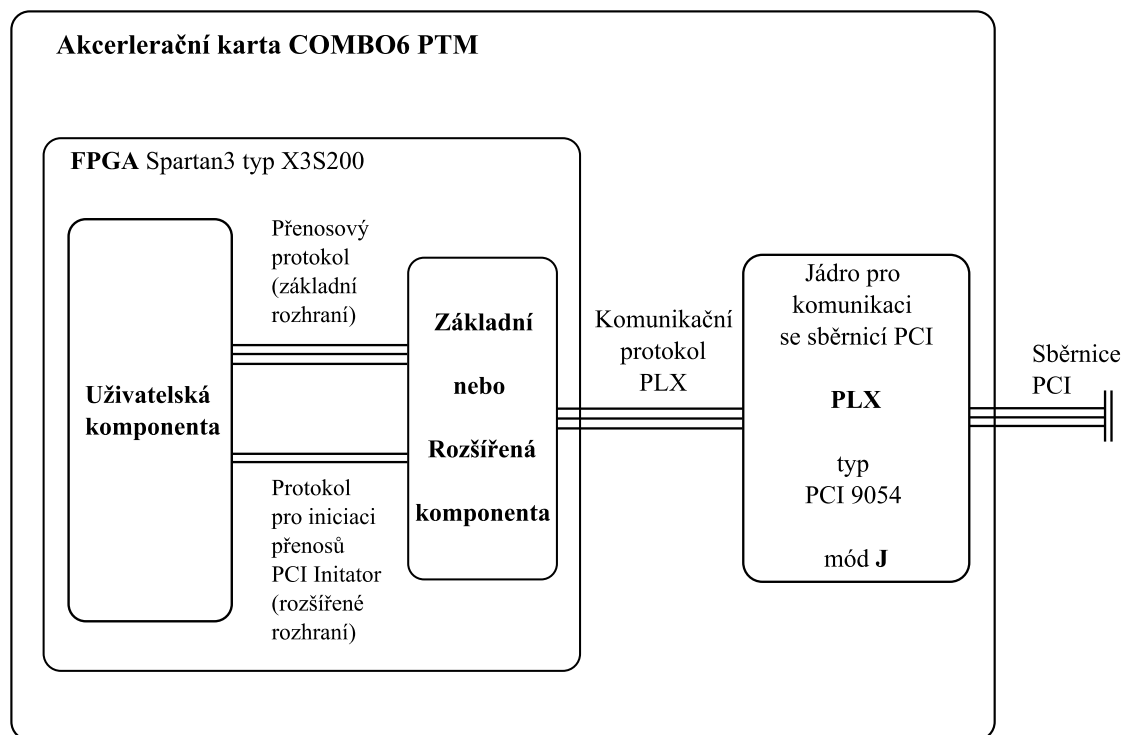 Akcerlerační karta COMBO6 PTM
FPGA Spartan3 typ X3S200
Uživatelská
komponenta
Přenosový
protokol
(základní
rozhraní)
Protokol
pro iniciaci
přenosů
PCI Initator
(rozšířené
rozhraní)
Základní
nebo
Rozšířená
komponenta
Komunikační
protokol
PLX
Jádro pro
komunikaci
se sběrnicí PCI
PLX
typ
PCI 9054
mód J
Sběrnice
PCI